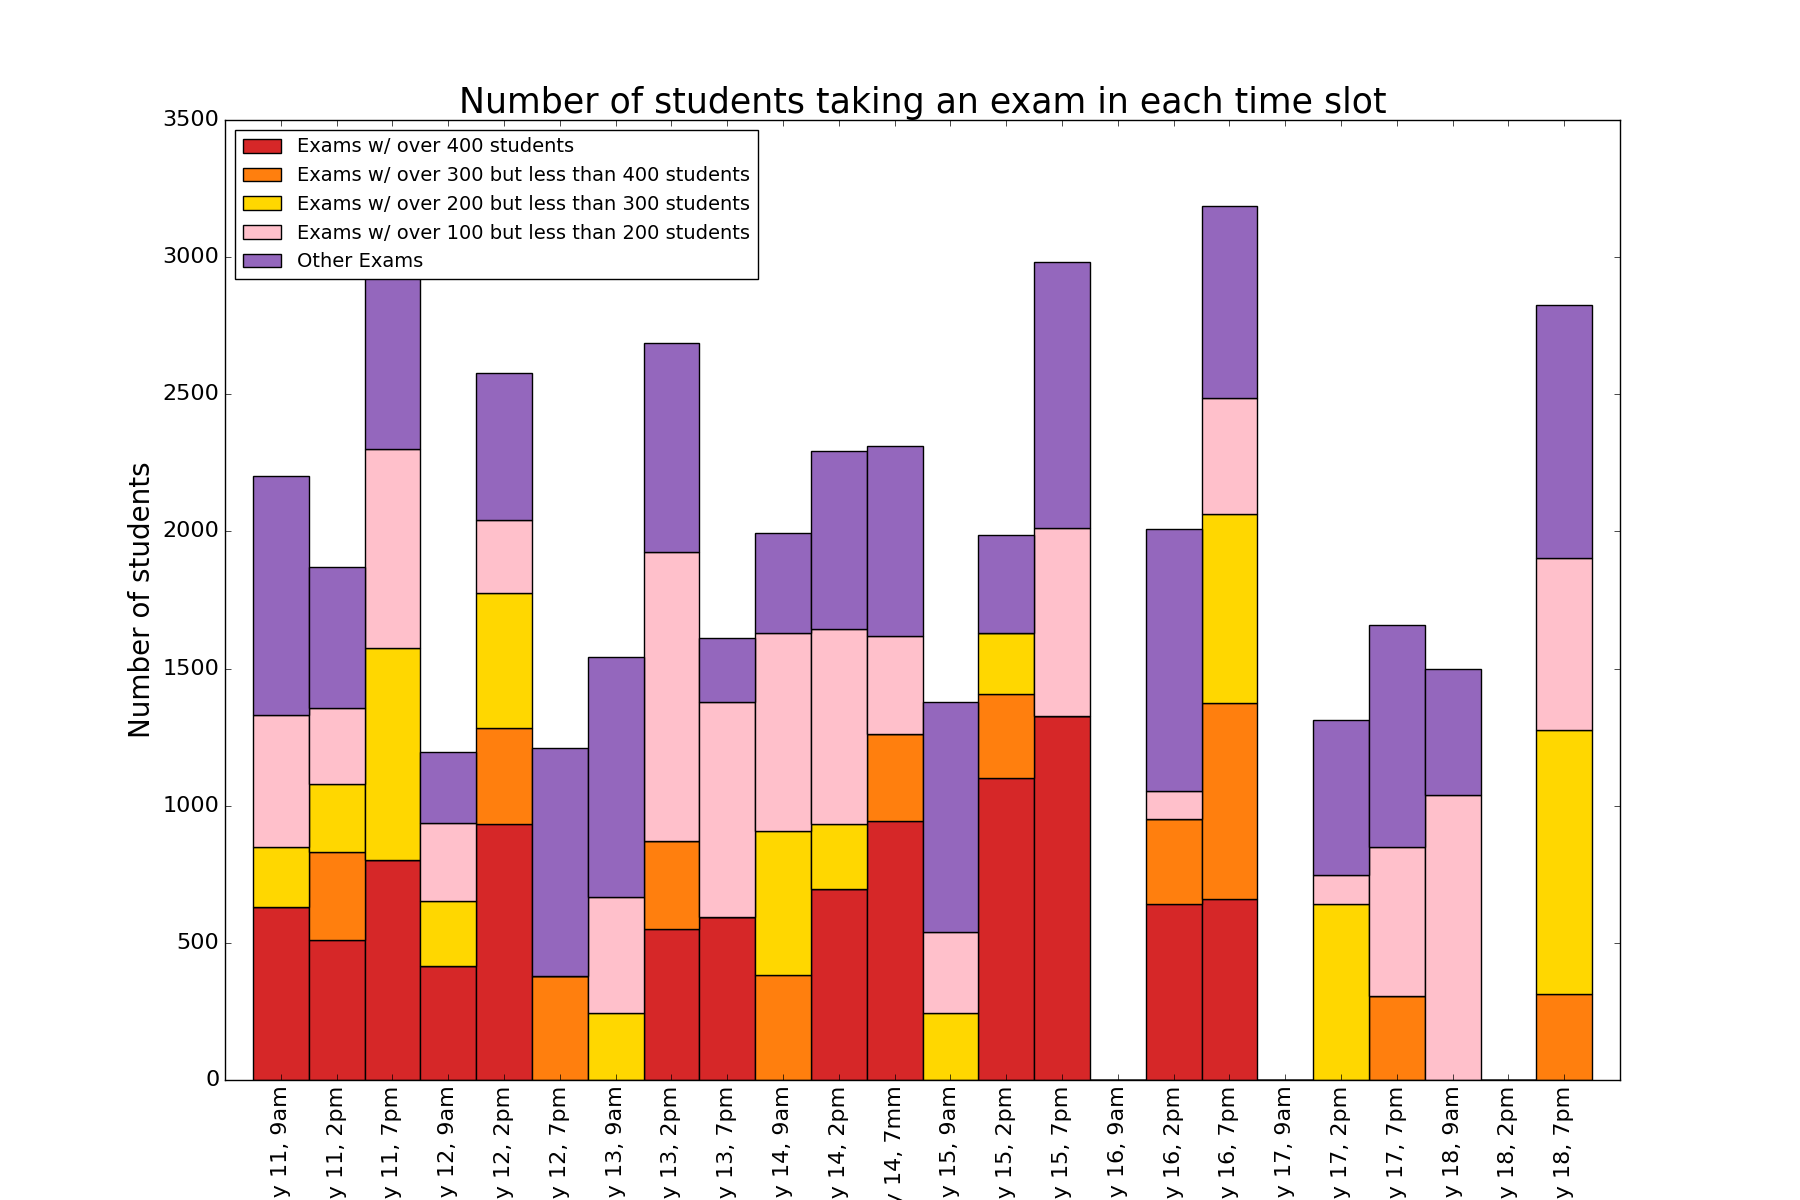 Number of students taking an exam in each time slot
Exams w/ over 400 students
Exams w/ over 300 but less than 400 students
Exams w/ over 200 but less than 300 students
Exams w/ over 100 but less than 200 students
Other Exams
Number of students
3500
3000
2500
2000
1500
1000
500
0
y 11, 9am
y 11, 2pm
y 11, 7pm
y 12, 9am
y 12, 2pm
y 12, 7pm
y 13, 9am
y 13, 2pm
y 13, 7pm
y 14, 9am
y 14, 2pm
y 14, 7mm
y 15, 9am
y 15, 2pm
y 15, 7pm
y 16, 9am
y 16, 2pm
y 16, 7pm
y 17, 9am
y 17, 2pm
y 17, 7pm
y 18, 9am
y 18, 2pm
y 18, 7pm